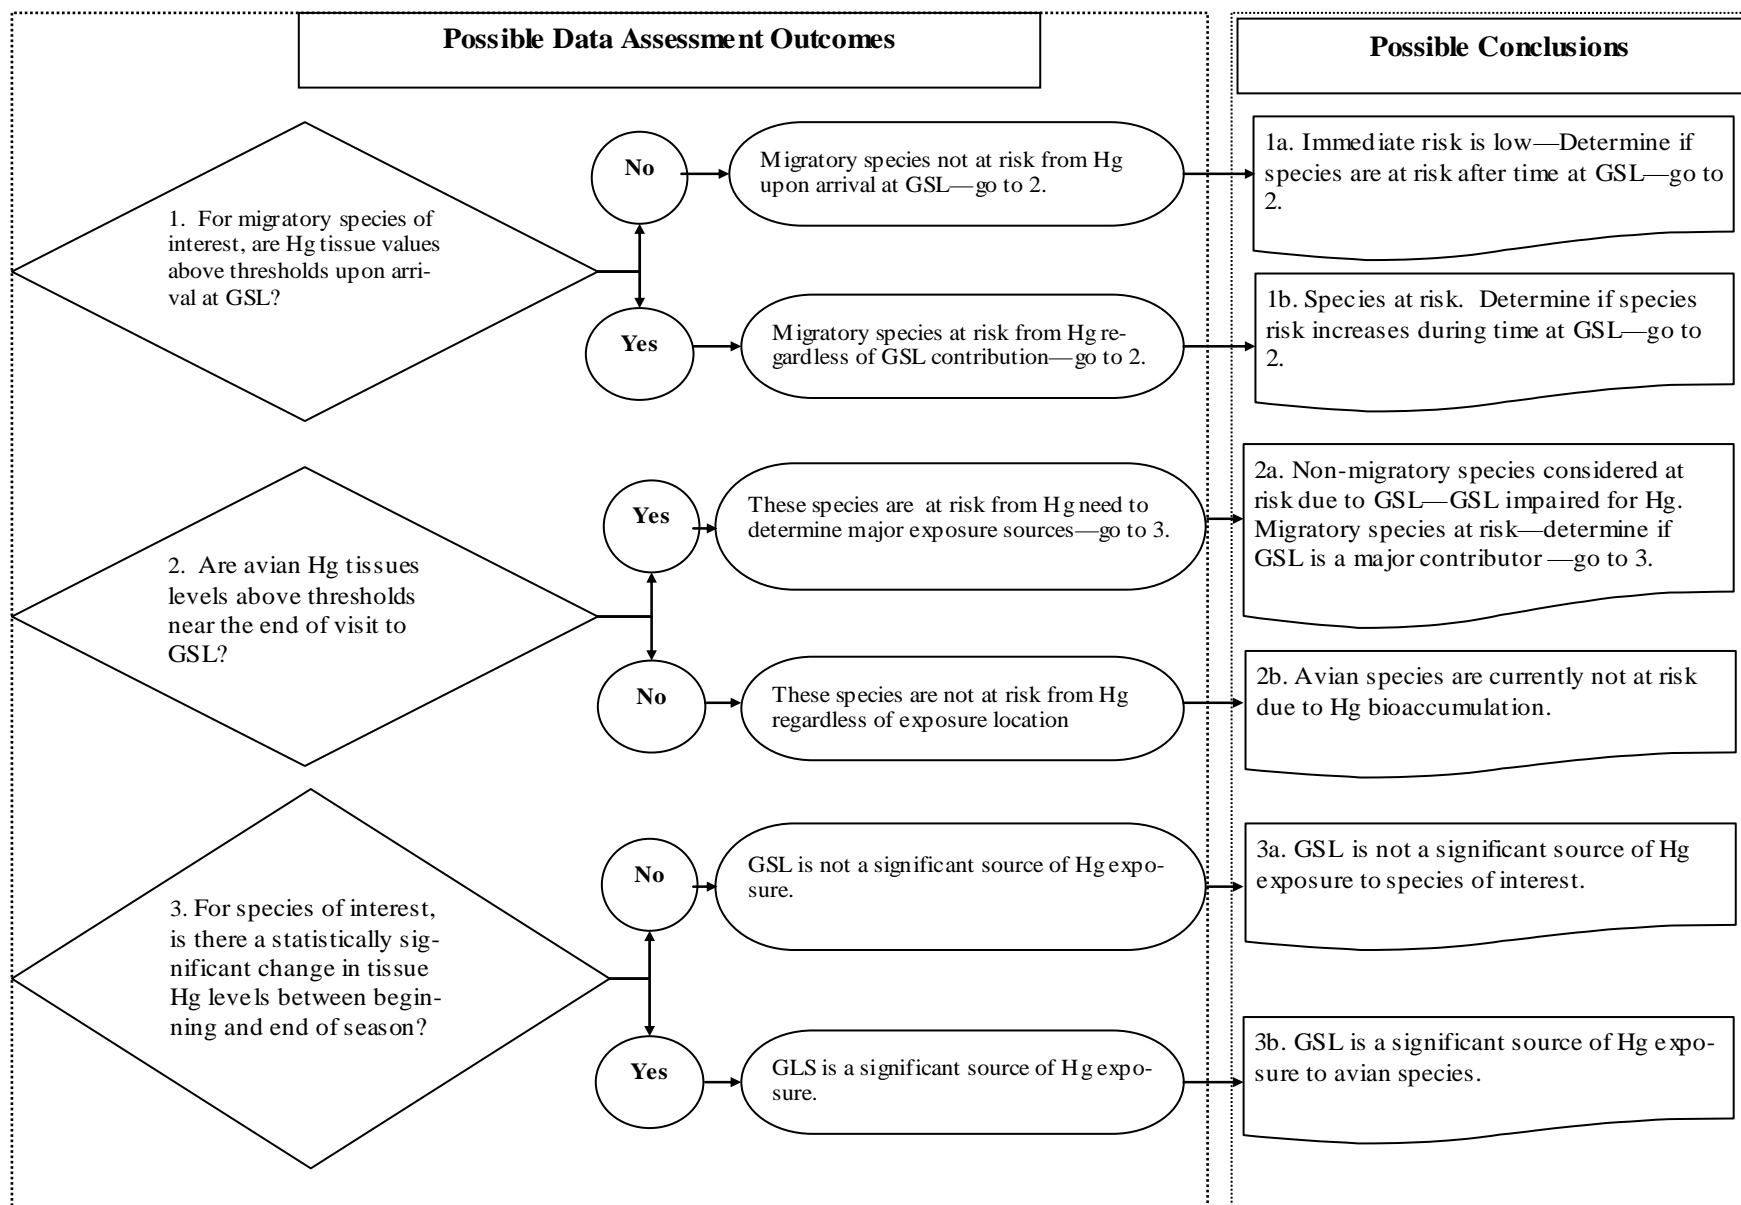 Possible Data Assessment Outcomes
Possible Conclusions
1. For migratory species of
interest, are Hg tissue values
above thresholds upon arri-
val at GSL?
No
Migratory species not at risk from Hg
upon arrival at GSL—go to 2.
1a. Immediate risk is low—Determine if
species are at risk after time at GSL—go to
2.
Yes
Migratory species at risk from Hg re-
gardless of GSL contribution—go to 2.
1b. Species at risk. Determine if species
risk increases during time at GSL—go to
2.
2. Are avian Hg tissues
levels above thresholds
near the end of visit to
GSL?
Yes
These species are at risk from Hg need to
determine major exposure sources—go to 3.
2a. Non-migratory species considered at
risk due to GSL—GSL impaired for Hg.
Migratory species at risk—determine if
GSL is a major contributor —go to 3.
No
These species are not at risk from Hg
regardless of exposure location
2b. Avian species are currently not at risk
due to Hg bioaccumulation.
3. For species of interest,
is there a statistically sig-
nificant change in tissue
Hg levels between begin-
ning and end of season?
No
GSL is not a significant source of Hg expo-
sure.
3a. GSL is not a significant source of Hg
exposure to species of interest.
Yes
GLS is a significant source of Hg expo-
sure.
3b. GSL is a significant source of Hg expo-
sure to avian species.